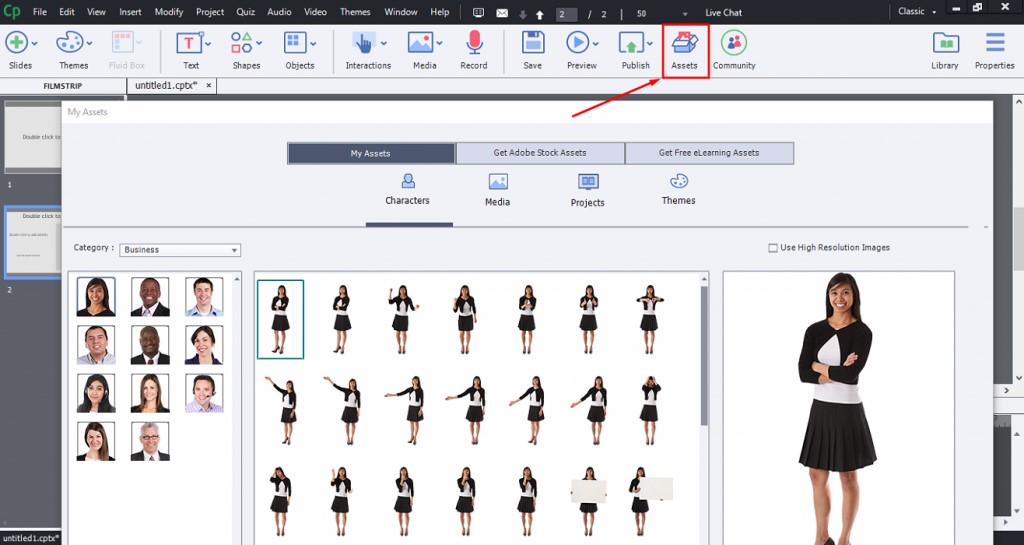 Cp File Edit View Insert Modify Project Quiz Audio Video Themes Window Help 2 / 2 50 Live Chat Classic
Slides Themes Fluid Box Text Shapes Objects Interactions Media Record Save Preview Publish Assets Community Library Properties
FILMSTRIP untitled1.cptx* ×
My Assets
Double click to
My Assets Get Adobe Stock Assets Get Free eLearning Assets
1
Characters Media Projects Themes
Double click to
Category : Business Use High Resolution Images
2
untitled1.cptx*